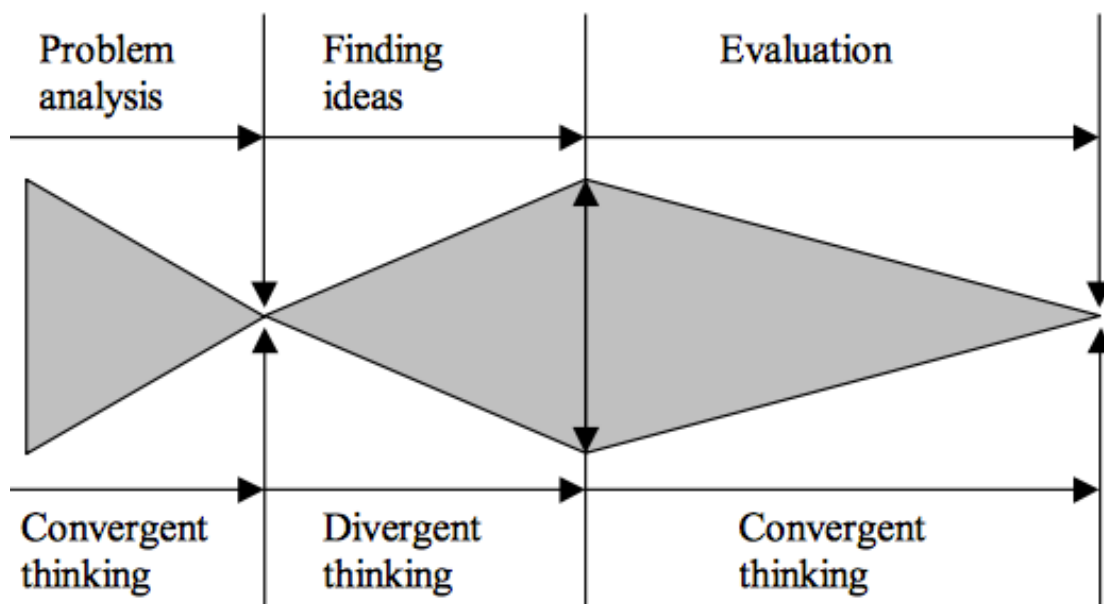 Problem
analysis
Finding
ideas
Evaluation
Convergent
thinking
Divergent
thinking
Convergent
thinking